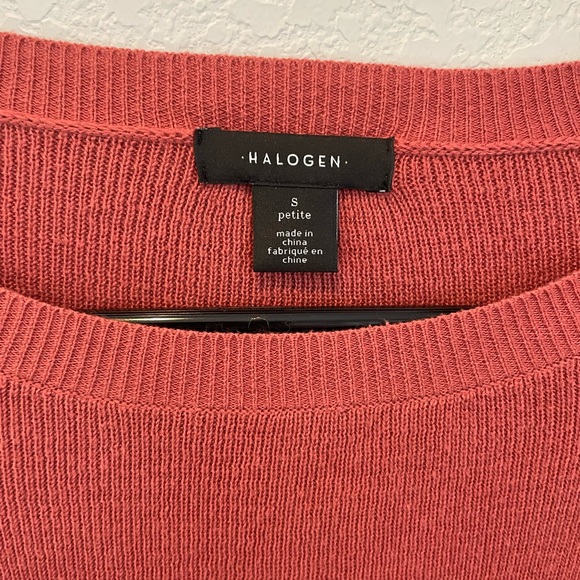 ·HALOGEN·
S
petite
made in
china
fabriqué en
chine